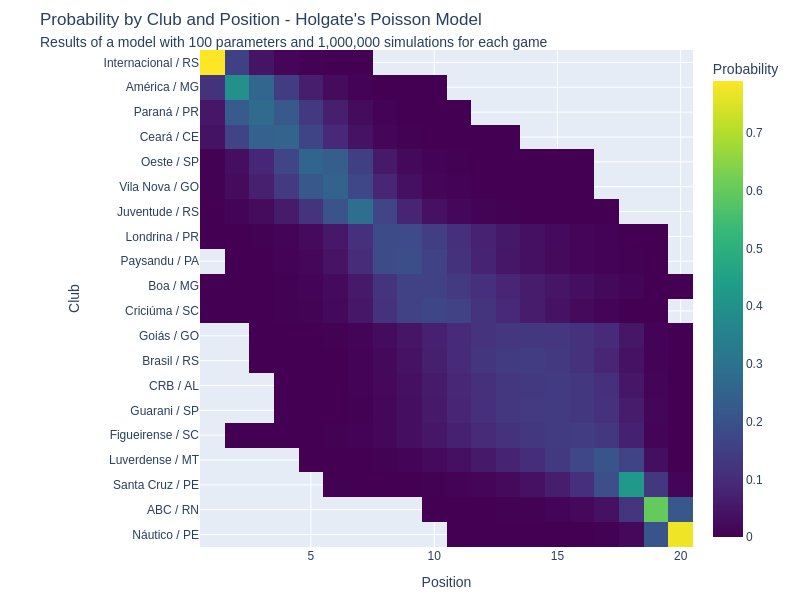 Probability by Club and Position - Holgate's Poisson Model
Results of a model with 100 parameters and 1,000,000 simulations for each game
Probability
Internacional / RS
América / MG
Paraná / PR
Ceará / CE
Oeste / SP
Vila Nova / GO
Juventude / RS
Londrina / PR
Paysandu / PA
Boa / MG
Criciúma / SC
Goiás / GO
Brasil / RS
CRB / AL
Guarani / SP
Figueirense / SC
Luverdense / MT
Santa Cruz / PE
ABC / RN
Náutico / PE
Club
5
10
15
20
Position
0.7
0.6
0.5
0.4
0.3
0.2
0.1
0